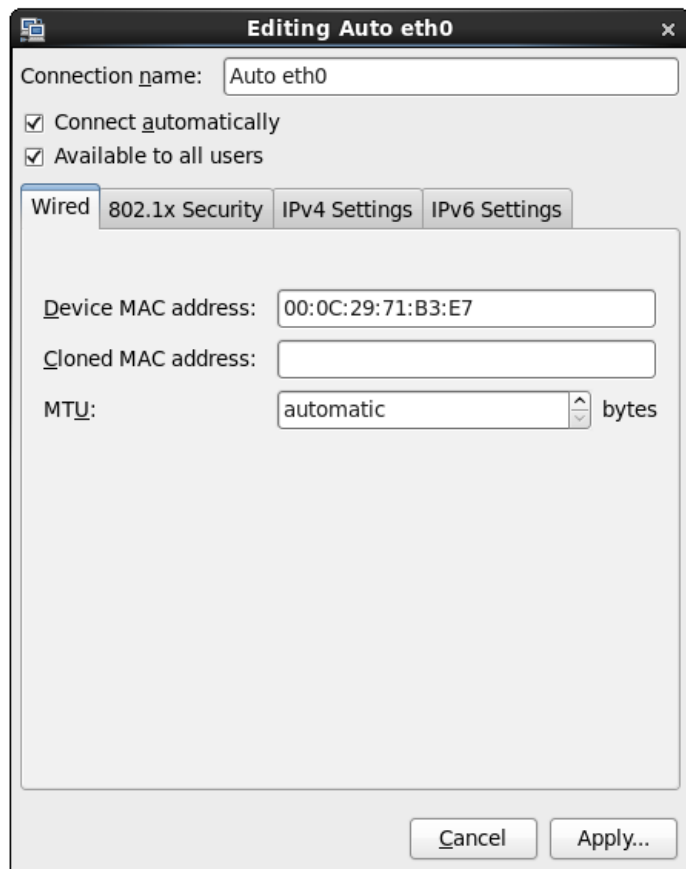 Editing Auto eth0
Connection name: Auto eth0
Connect automatically
Available to all users
Wired 802.1x Security IPv4 Settings IPv6 Settings
Device MAC address: 00:0C:29:71:B3:E7
Cloned MAC address:
MTU: automatic bytes
Cancel Apply...